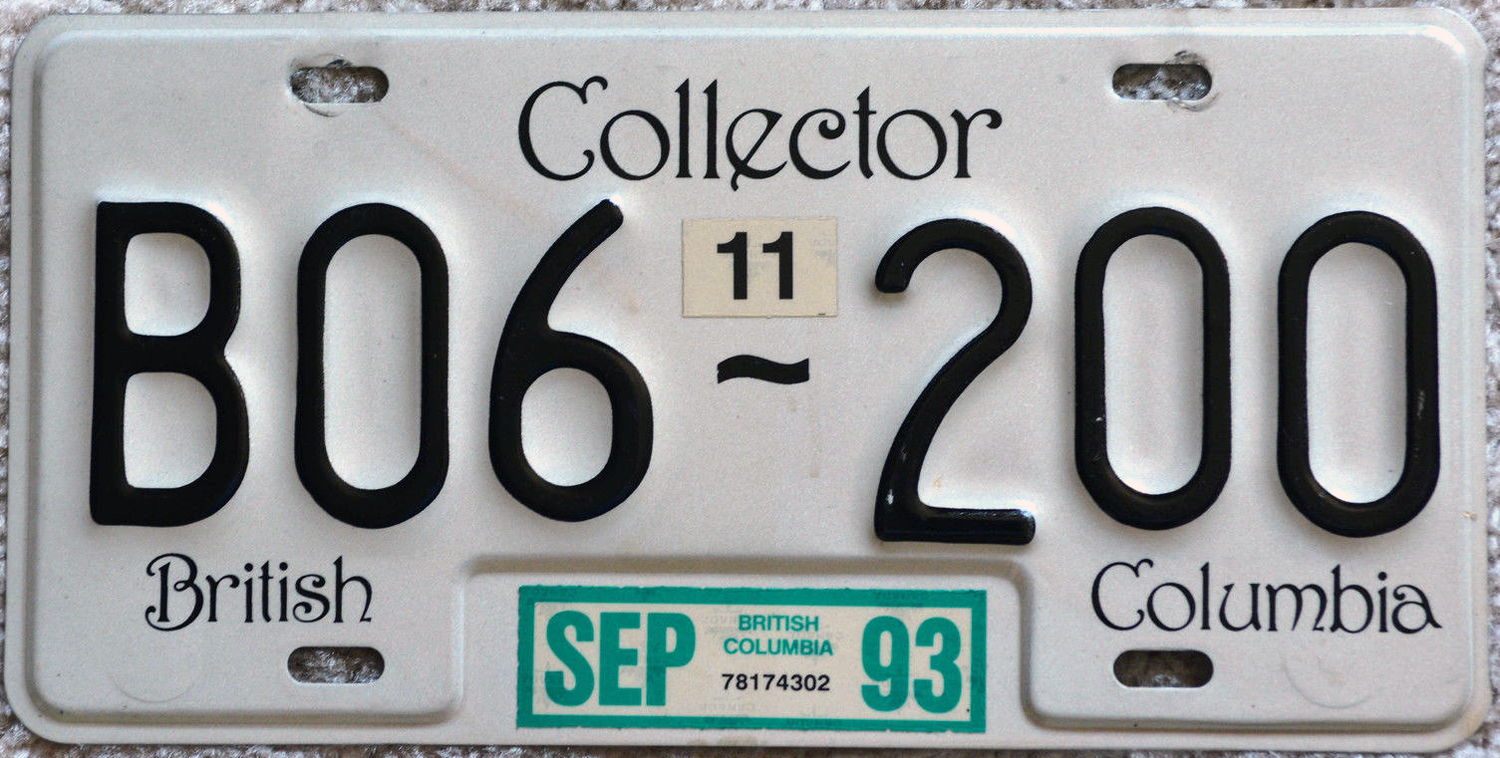 Collector
B06 ~ 200
11
British Columbia
SEP BRITISH COLUMBIA 93
78174302